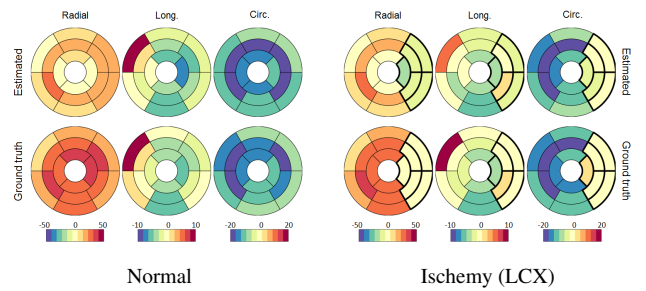 Radial Long. Circ. Radial Long. Circ.
Estimated Estimated
Ground truth Ground truth
-50 0 50 -10 0 10 -20 0 20 -50 0 50 -10 0 10 -20 0 20
Normal Ischemy (LCX)